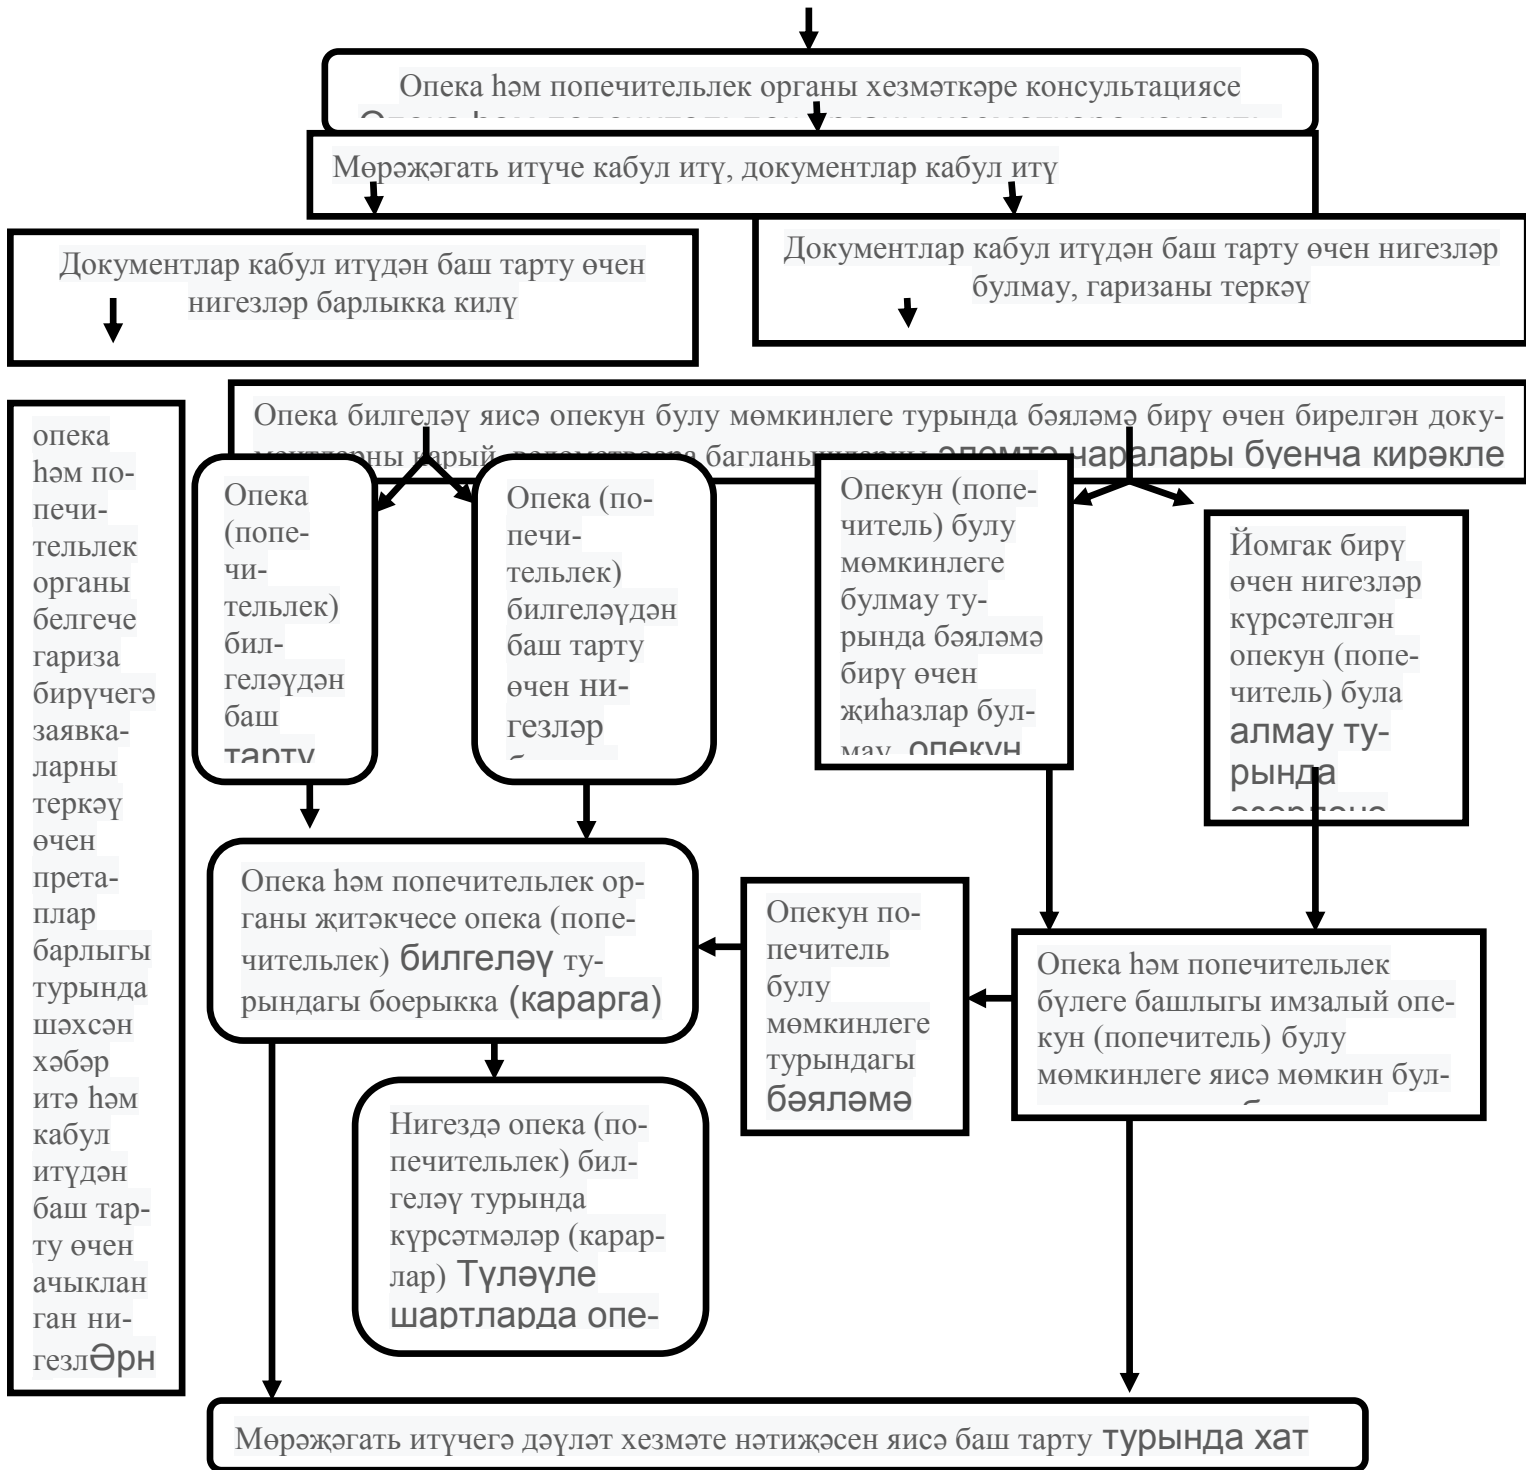 Опека һәм попечительлек органы хезмәткәре консультациясе
Мөрәҗәгать итүче кабул итү, документлар кабул итү
Документлар кабул итүдән баш тарту өчен
нигезләр барлыкка килү
Документлар кабул итүдән баш тарту өчен нигезләр
булмау, гаризаны теркәү
Опека билгеләү яисә опекун булу мөмкинлеге турында бәяләмә бирү өчен бирелгән доку-
чаралары буенча кирәкле
опека
һәм по-
печи-
тельлек
органы
белгече
гариза
бирүчегә
заявка-
ларны
теркәү
өчен
прета-
плар
барлыгы
турында
шәхсән
хәбәр
итә һәм
кабул
итүдән
баш тар-
ту өчен
ачыклан
ган ни-
гезлӘрн
Опека
(попе-
чи-
тельлек)
бил-
геләүдән
баш
тарту
Опека (по-
печи-
тельлек)
билгеләүдән
баш тарту
өчен ни-
гезләр
Опекун (попе-
читель) булу
мөмкинлеге
булмау ту-
рында бәяләмә
бирү өчен
җиһазлар бул-
мау опекун
Йомгак бирү
өчен нигезләр
күрсәтелгән
опекун (попе-
читель) була
алмау ту-
рында
Опека һәм попечительлек ор-
ганы җитәкчесе опека (попе-
чительлек) билгеләү ту-
рындагы боерыкка (карарга)
Опекун по-
печитель
булу
мөмкинлеге
турындагы
бәяләмә
Опека һәм попечительлек
бүлеге башлыгы имзалый опе-
кун (попечитель) булу
мөмкинлеге яисә мөмкин бул-
Нигездә опека (по-
печительлек) бил-
геләү турында
күрсәтмәләр (карар-
лар) Түләүле
шартларда опе-
Мөрәҗәгать итүчегә дәүләт хезмәте нәтиҗәсен яисә баш тарту турында хат